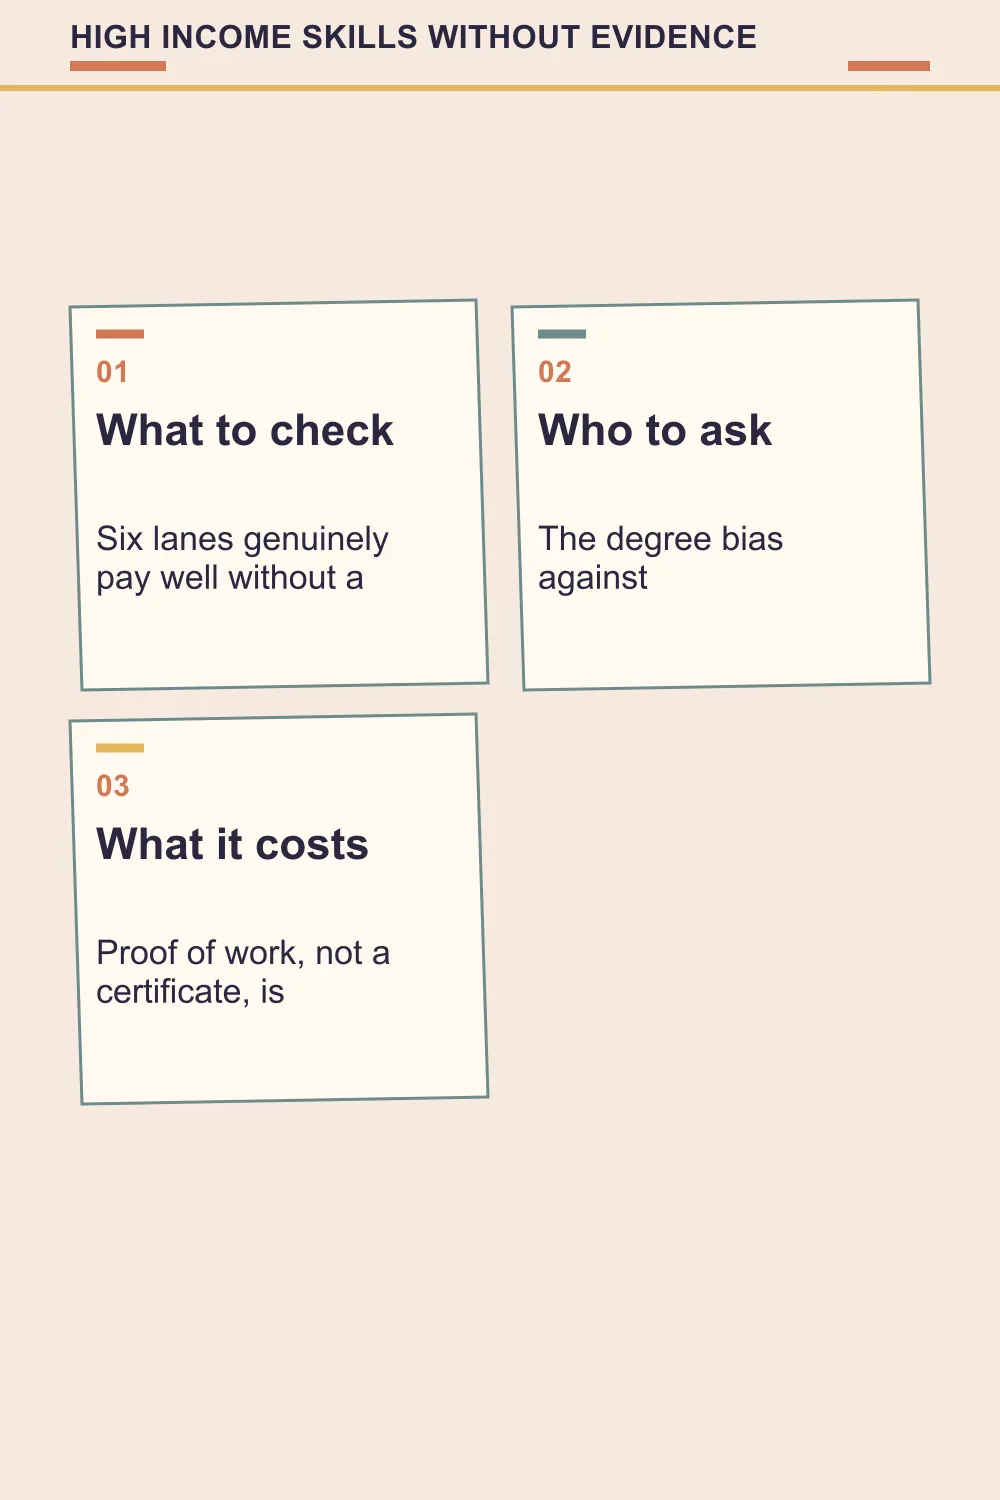 HIGH INCOME SKILLS WITHOUT EVIDENCE
01
What to check
Six lanes genuinely
pay well without a
02
Who to ask
The degree bias
against
03
What it costs
Proof of work, not a
certificate, is